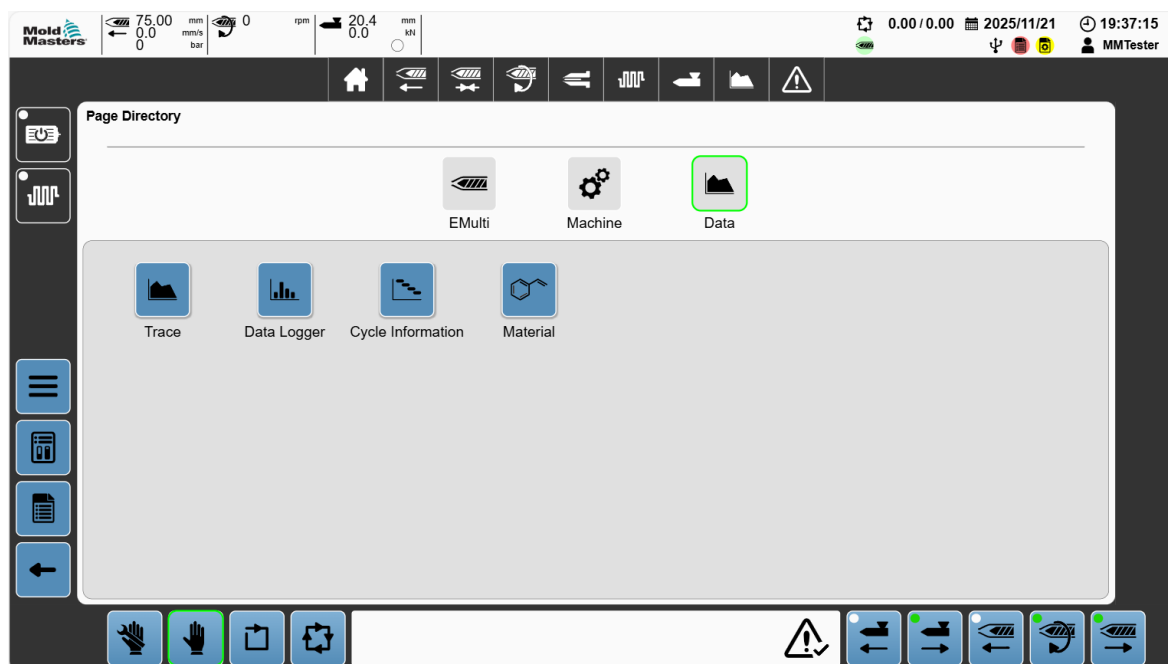 Mold Masters
75.00 mm
0.0 mm/s
0 bar
0 rpm
20.4 mm
0.0 kN
0.00 / 0.00
2025/11/21
19:37:15
MMTester
Page Directory
EMulti
Machine
Data
Trace
Data Logger
Cycle Information
Material